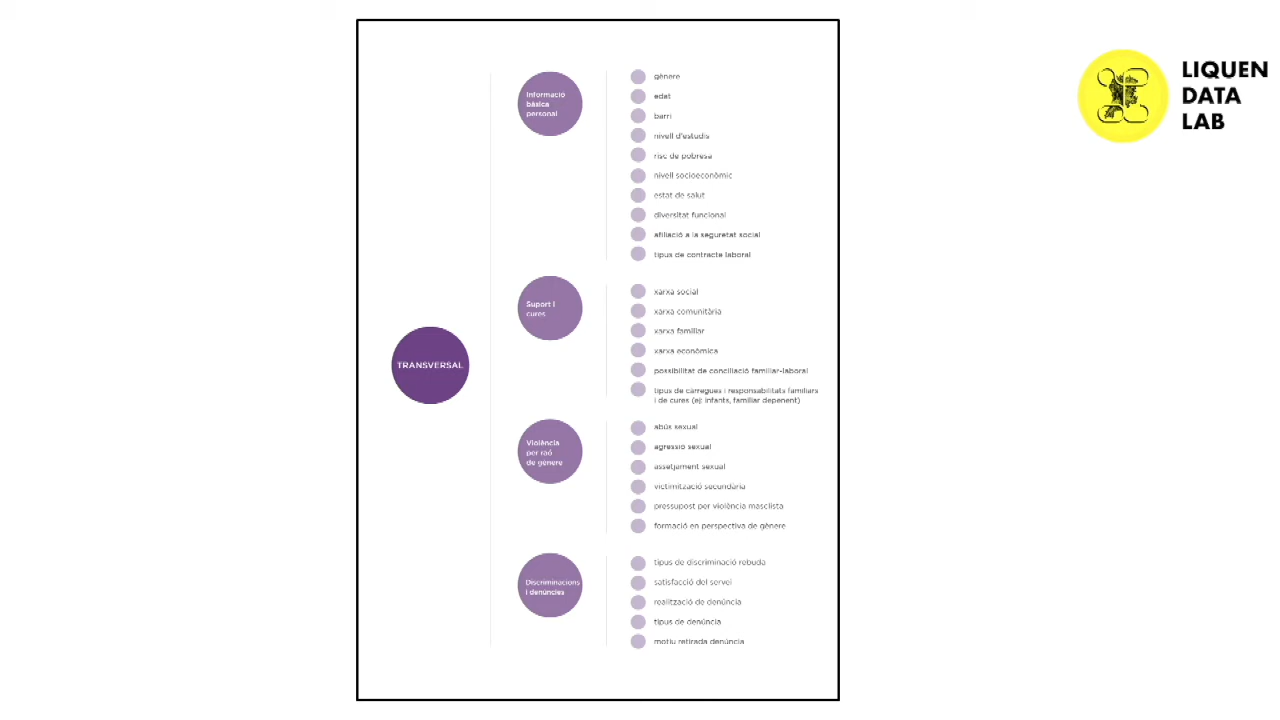 LIQUEN
DATA
LAB
TRANSVERSAL
Informació
bàsica
personal
gènere
edat
barri
nivell d'estudis
risc de pobresa
nivell socioeconòmic
estat de salut
diversitat funcional
afiliació a la seguretat social
tipus de contracte laboral
Suport i
cures
xarxa social
xarxa comunitària
xarxa familiar
xarxa econòmica
possibilitat de conciliació familiar-laboral
tipus de càrregues i responsabilitats familiars
i de cures (ej: infants, familiar depenent)
Violència
per raó
de gènere
abús sexual
agressió sexual
assetjament sexual
victimització secundària
pressupost per violència masclista
formació en perspectiva de gènere
Discriminacions
i denúncies
tipus de discriminació rebuda
satisfacció del servei
realització de denúncia
tipus de denúncia
motiu retirada denúncia